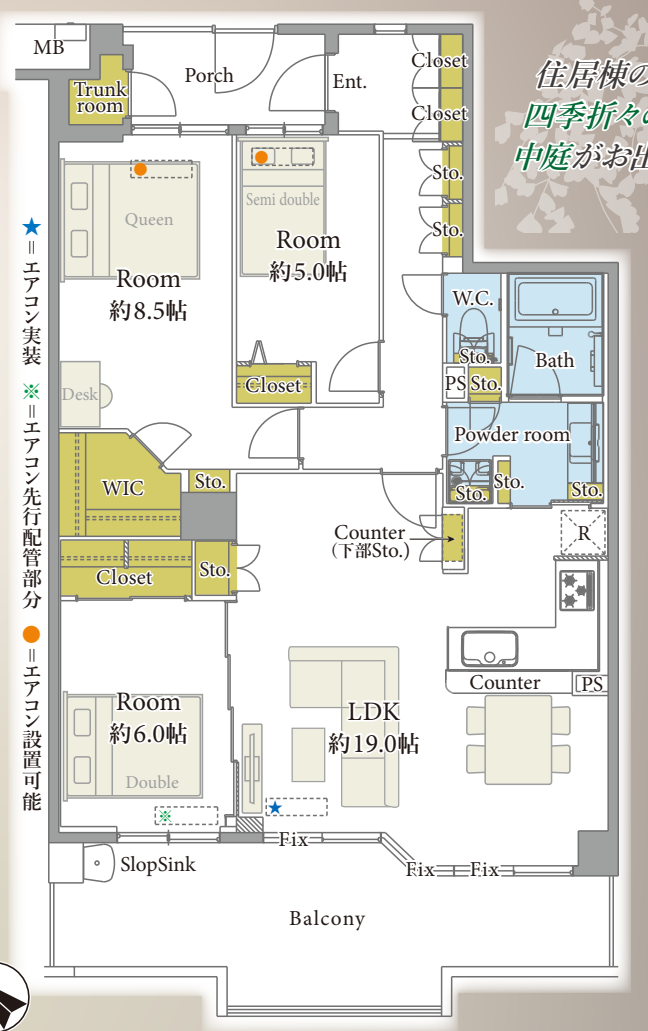 MB
Trunk
room
Porch
Ent.
Closet
Closet
住居棟の
四季折々の
中庭がお出
Sto.
Sto.
Queen
Room
約8.5帖
Semi double
Room
約5.0帖
W.C.
Sto.
PS
Sto.
Bath
Closet
Desk
Powder room
WIC
Sto.
Sto.
Sto.
Sto.
Counter
(下部Sto.)
R
Closet
Sto.
Room
約6.0帖
Double
LDK
約19.0帖
Counter
PS
★=エアコン実装 ※=エアコン先行配管部分 ●=エアコン設置可能
★
※
Fix
SlopSink
Fix
Fix
Balcony